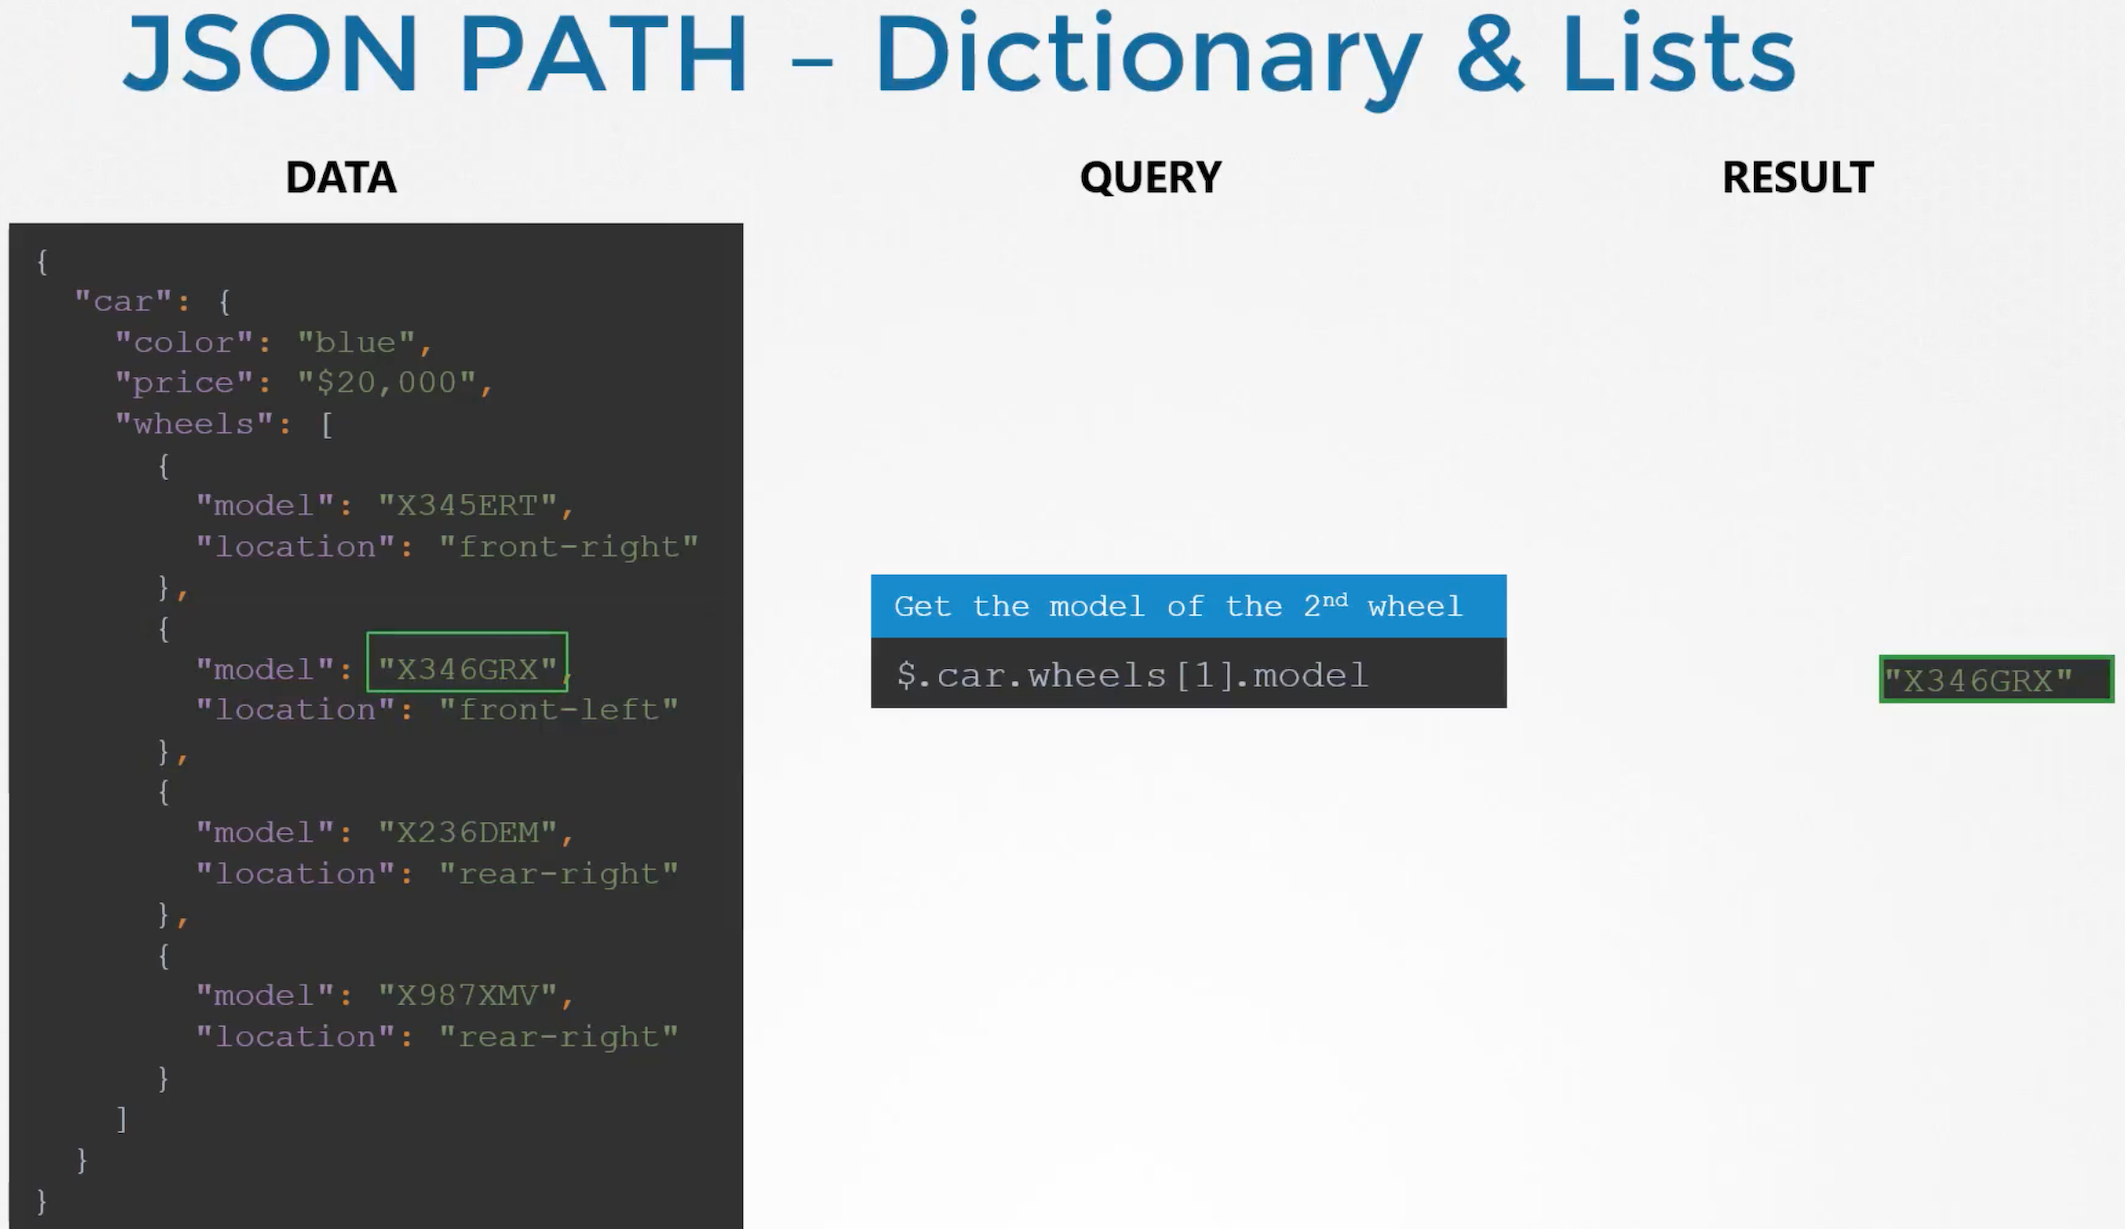 JSON PATH – Dictionary & Lists
DATA
{
"car": {
"color": "blue",
"price": "$20,000",
"wheels": [
{
"model": "X345ERT",
"location": "front-right"
},
{
"model": "X346GRX",
"location": "front-left"
},
{
"model": "X236DEM",
"location": "rear-right"
},
{
"model": "X987XMV",
"location": "rear-right"
}
]
}
}
QUERY
Get the model of the 2nd wheel
$.car.wheels[1].model
RESULT
"X346GRX"